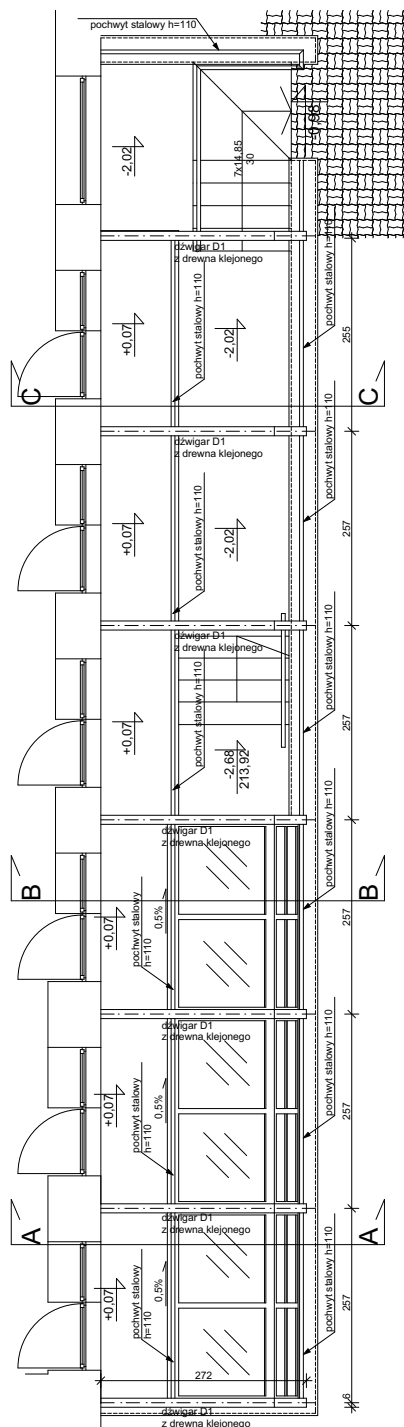 pochwyt stalowy h=110
-0,98
-2,02
7x14,85
30
dźwigar D1
z drewna klejonego
pochwyt stalowy h=110
pochwyt stalowy h=110
+0,07
-2,02
255
C
C
dźwigar D1
z drewna klejonego
pochwyt stalowy h=110
pochwyt stalowy h=110
+0,07
-2,02
257
dźwigar D1
z drewna klejonego
pochwyt stalowy h=110
pochwyt stalowy h=110
+0,07
-2,68
213,92
257
dźwigar D1
z drewna klejonego
pochwyt stalowy h=110
B
B
pochwyt stalowy
h=110
0,5%
+0,07
257
dźwigar D1
z drewna klejonego
pochwyt stalowy h=110
pochwyt stalowy
h=110
0,5%
+0,07
257
dźwigar D1
z drewna klejonego
A
A
pochwyt stalowy h=110
pochwyt stalowy
h=110
0,5%
+0,07
257
272
6
dźwigar D1
z drewna klejonego